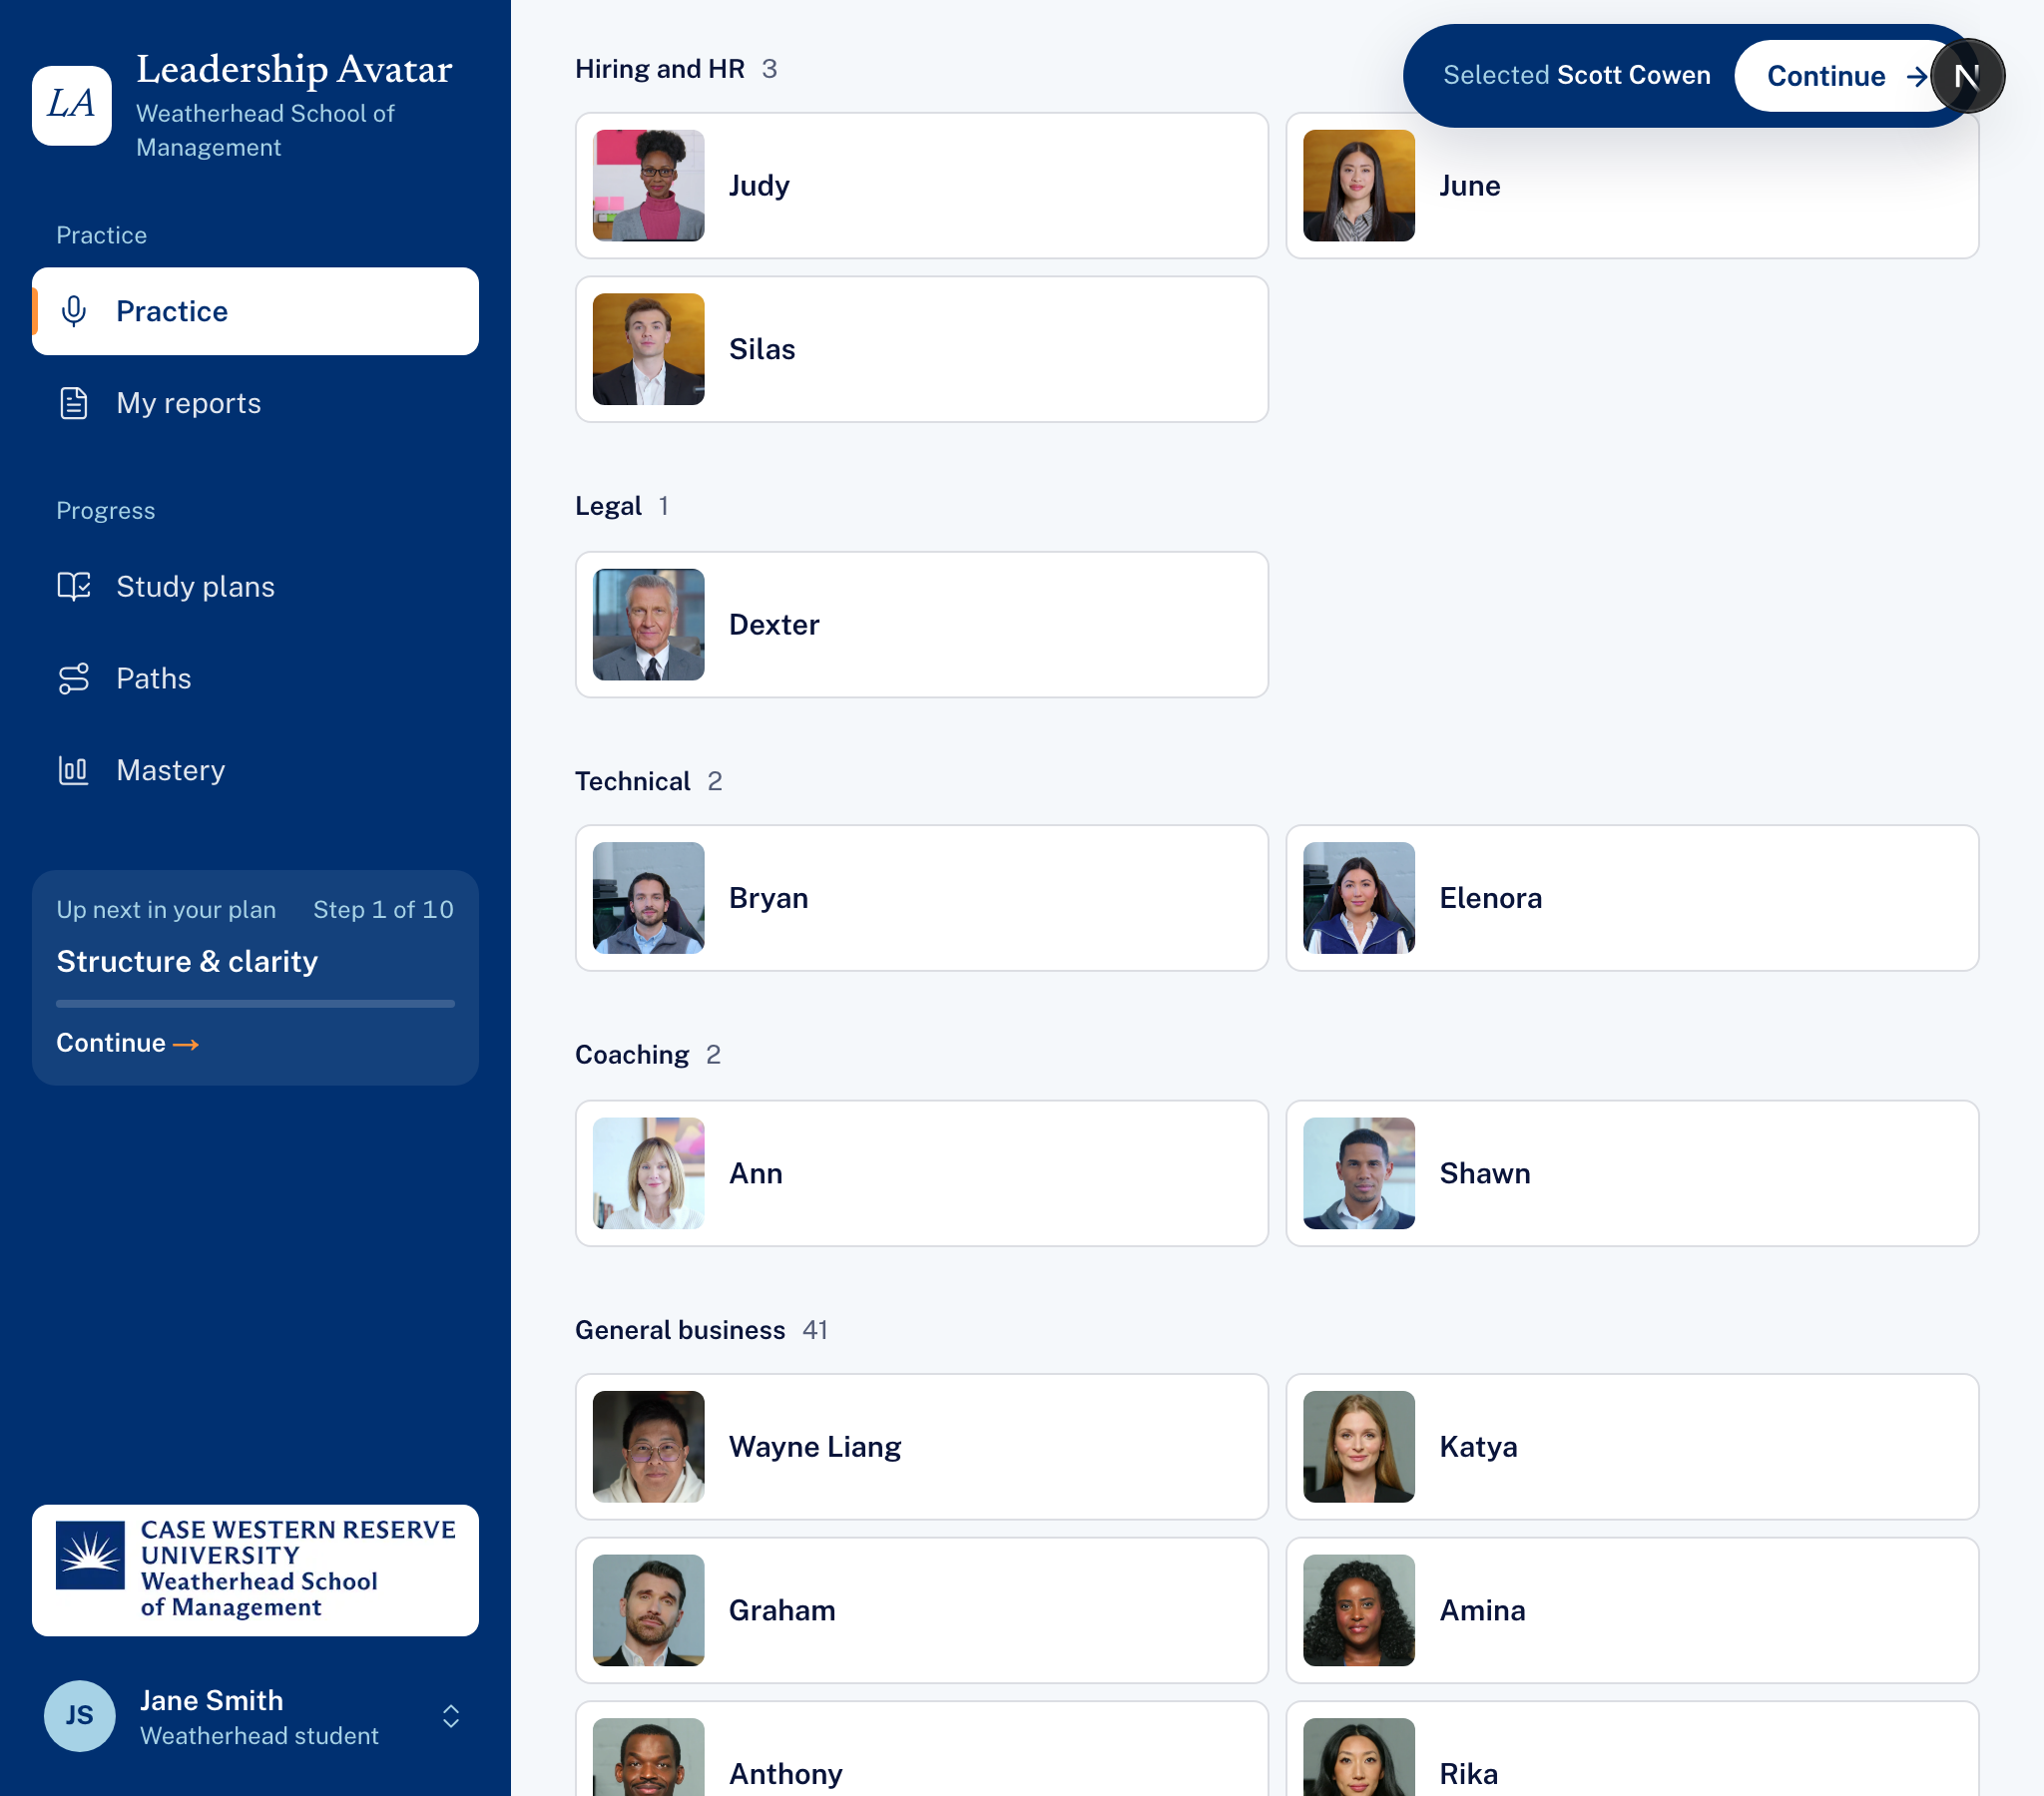 LA
Leadership Avatar
Weatherhead School of
Management
Practice
Practice
My reports
Progress
Study plans
Paths
Mastery
Up next in your plan Step 1 of 10
Structure & clarity
Continue →
CASE WESTERN RESERVE
UNIVERSITY
Weatherhead School
of Management
JS
Jane Smith
Weatherhead student
Selected Scott Cowen Continue →
N
Hiring and HR 3
Judy
June
Silas
Legal 1
Dexter
Technical 2
Bryan
Elenora
Coaching 2
Ann
Shawn
General business 41
Wayne Liang
Katya
Graham
Amina
Anthony
Rika